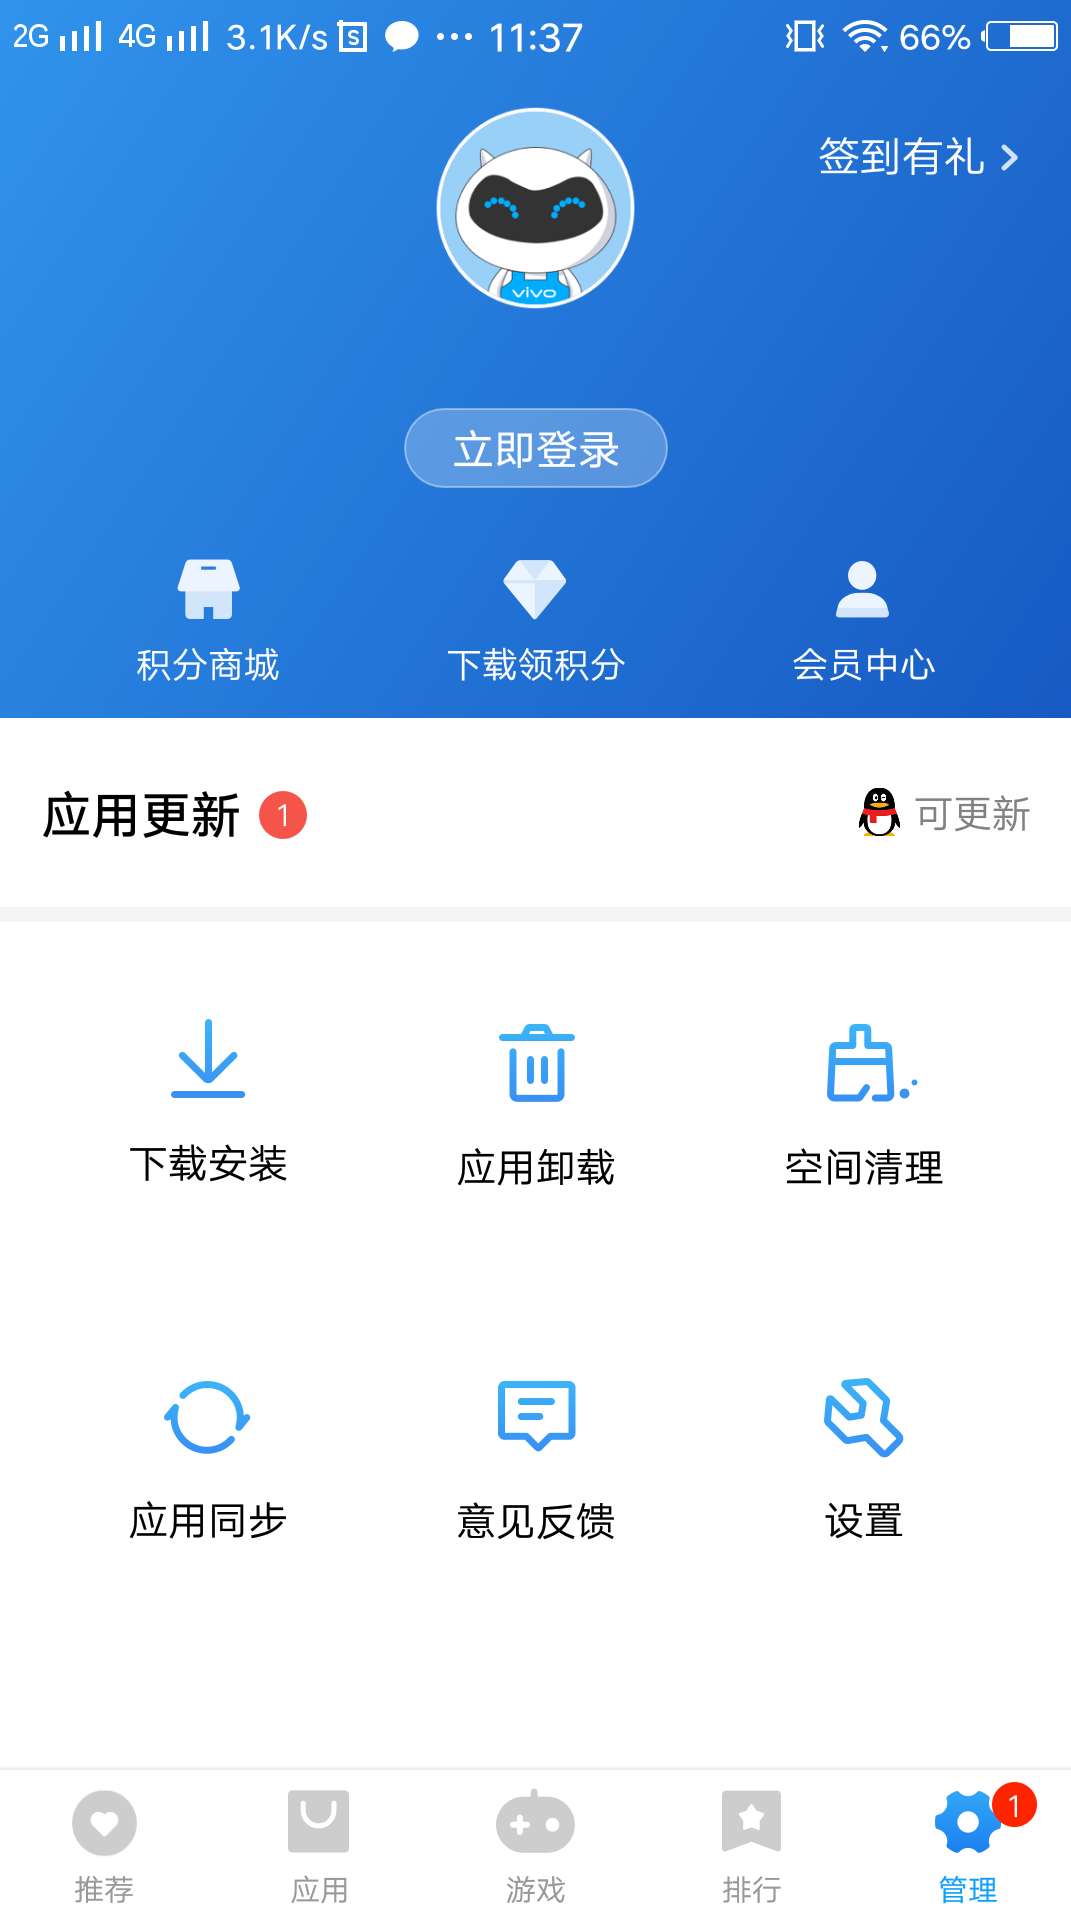 2G 4G 3.1K/s S ··· 11:37 66%
签到有礼
vivo
立即登录
积分商城 下载领积分 会员中心
应用更新 1 可更新
下载安装 应用卸载 空间清理
应用同步 意见反馈 设置
1
推荐 应用 游戏 排行 管理